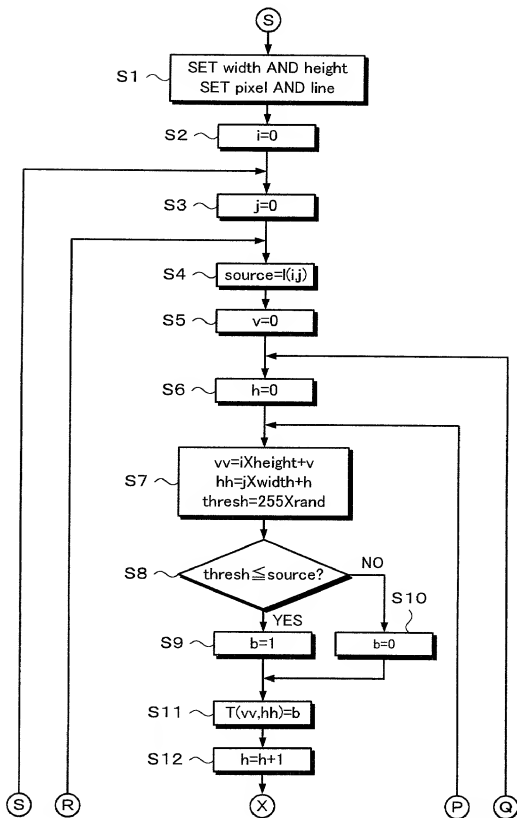 S
S1
SET width AND height
SET pixel AND line
S2
i=0
S3
j=0
S4
source=I(i,j)
S5
v=0
S6
h=0
S7
vv=iXheight+v
hh=jXwidth+h
thresh=255Xrand
S8
thresh≦source?
NO
YES
S9
b=1
S10
b=0
S11
T(vv,hh)=b
S12
h=h+1
S
R
X
P
Q